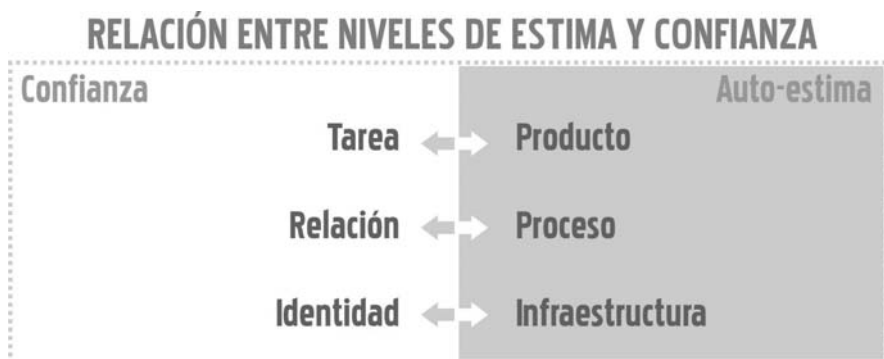 RELACIÓN ENTRE NIVELES DE ESTIMA Y CONFIANZA
Confianza Auto-estima
Tarea Producto
Relación Proceso
Identidad Infraestructura